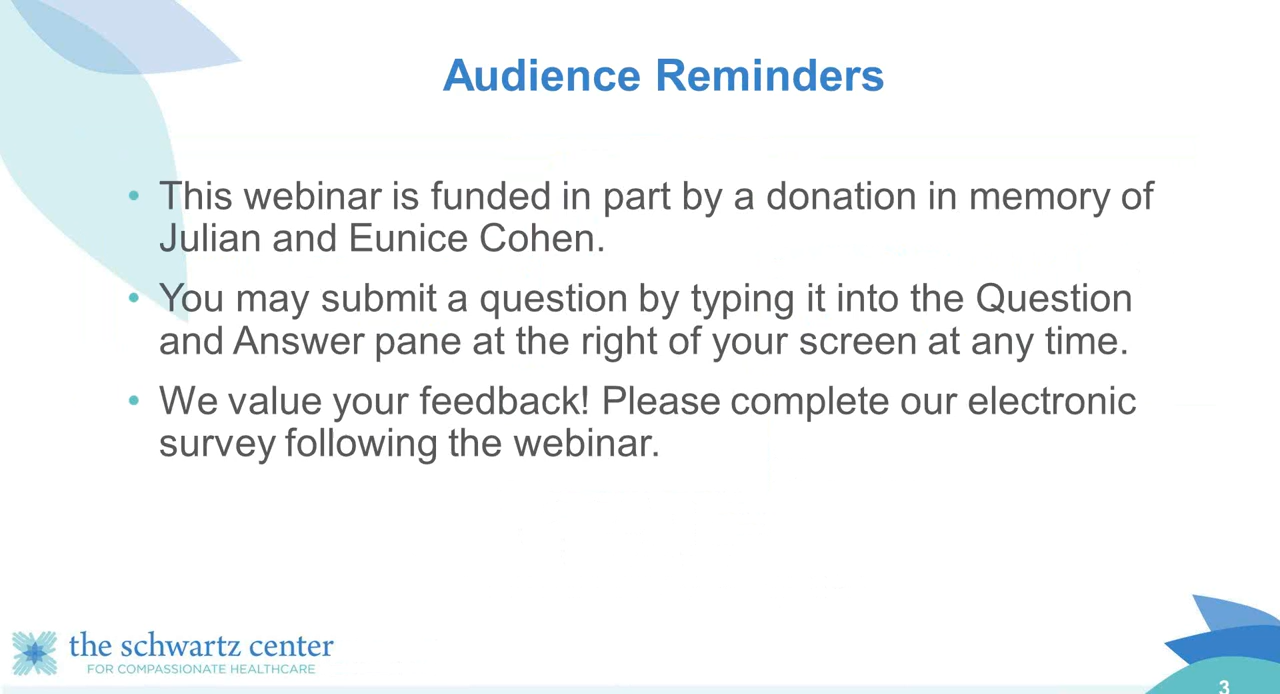 Audience Reminders
• This webinar is funded in part by a donation in memory of
Julian and Eunice Cohen.
• You may submit a question by typing it into the Question
and Answer pane at the right of your screen at any time.
• We value your feedback! Please complete our electronic
survey following the webinar.
the schwartz center
FOR COMPASSIONATE HEALTHCARE
3